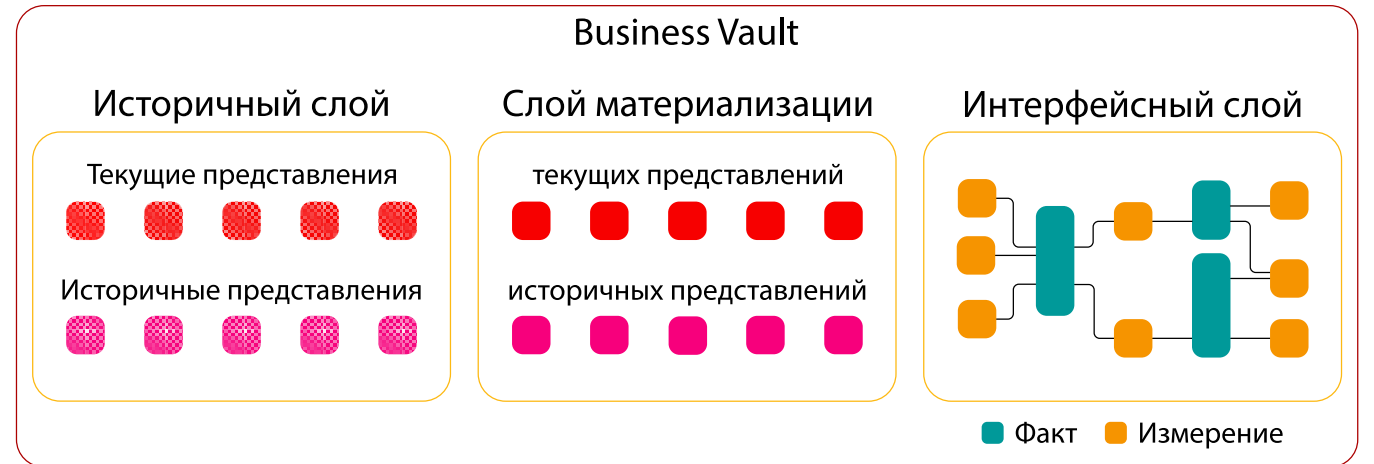 Business Vault
Историчный слой
Слой материализации
Интерфейсный слой
Текущие представления
Историчные представления
текущих представлений
историчных представлений
Факт
Измерение